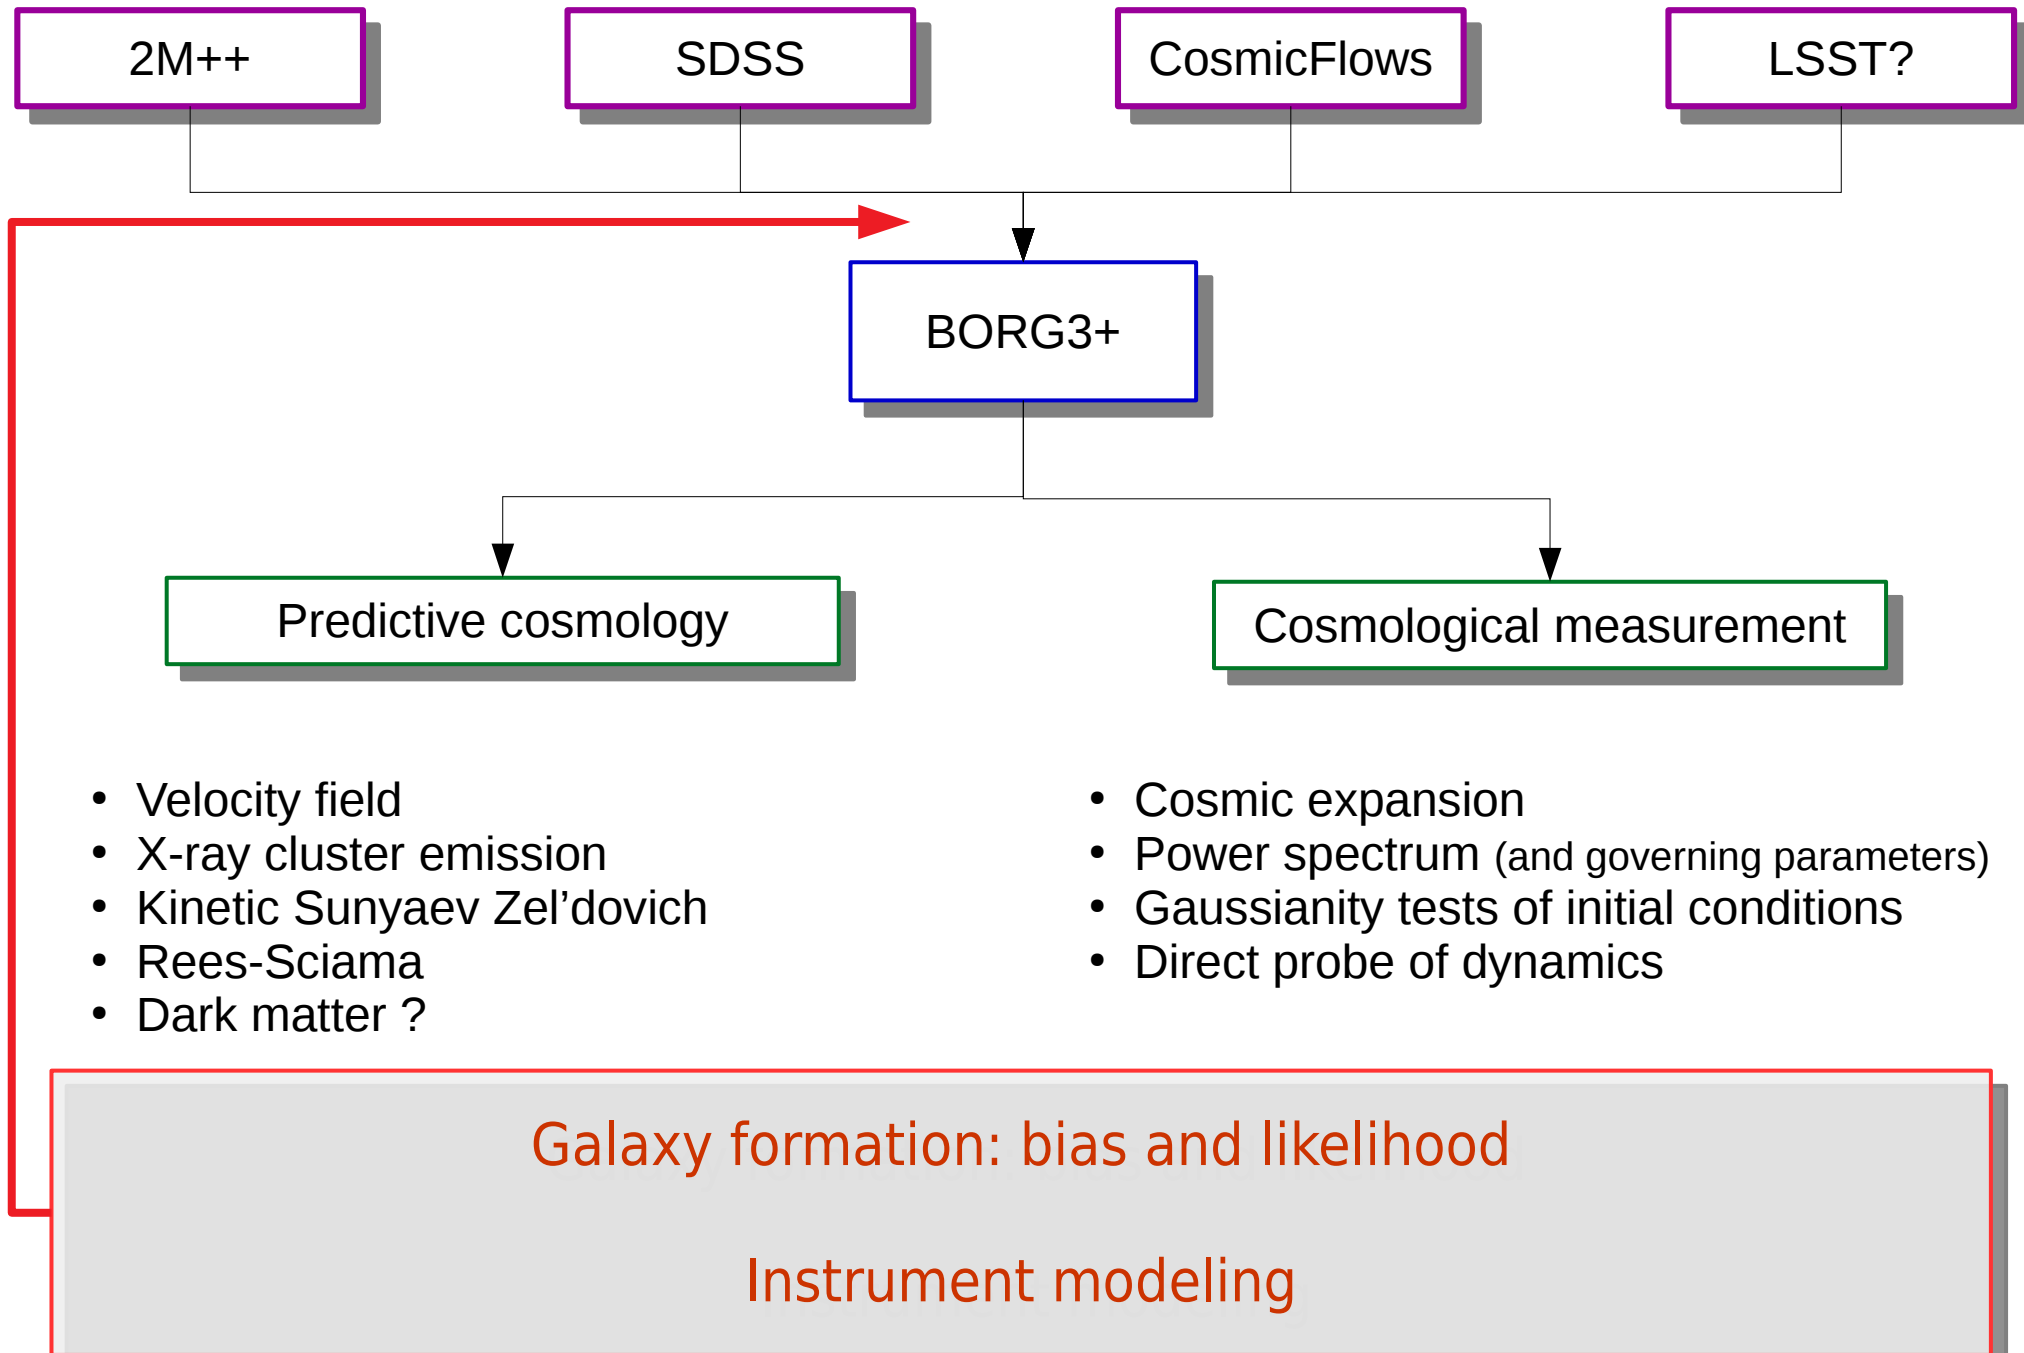 2M++
SDSS
CosmicFlows
LSST?
BORG3+
Predictive cosmology
Cosmological measurement
• Velocity field
• X-ray cluster emission
• Kinetic Sunyaev Zel’dovich
• Rees-Sciama
• Dark matter ?
• Cosmic expansion
• Power spectrum (and governing parameters)
• Gaussianity tests of initial conditions
• Direct probe of dynamics
Galaxy formation: bias and likelihood
Instrument modeling